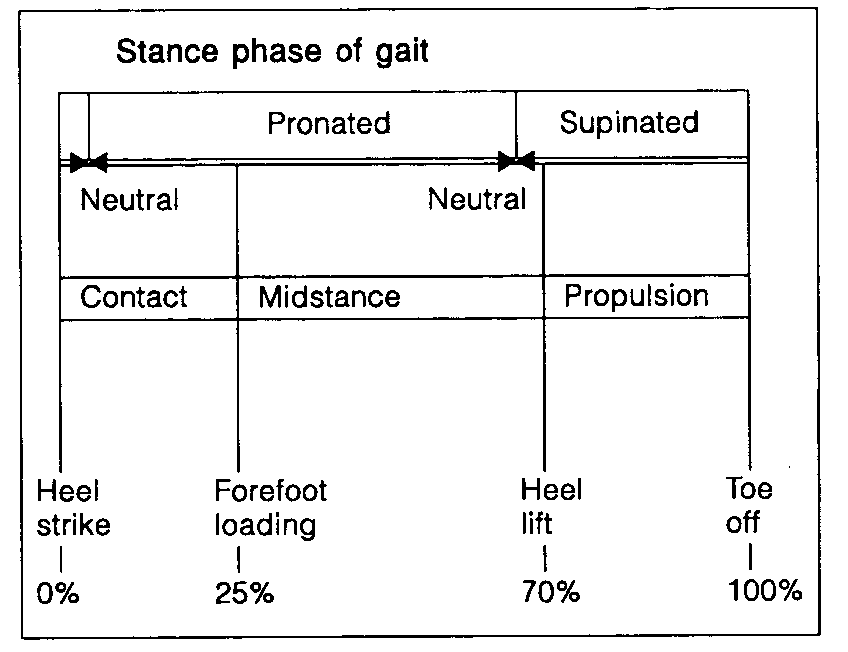 Stance phase of gait
Pronated
Supinated
Neutral
Neutral
Contact
Midstance
Propulsion
Heel
strike
0%
Forefoot
loading
25%
Heel
lift
70%
Toe
off
100%